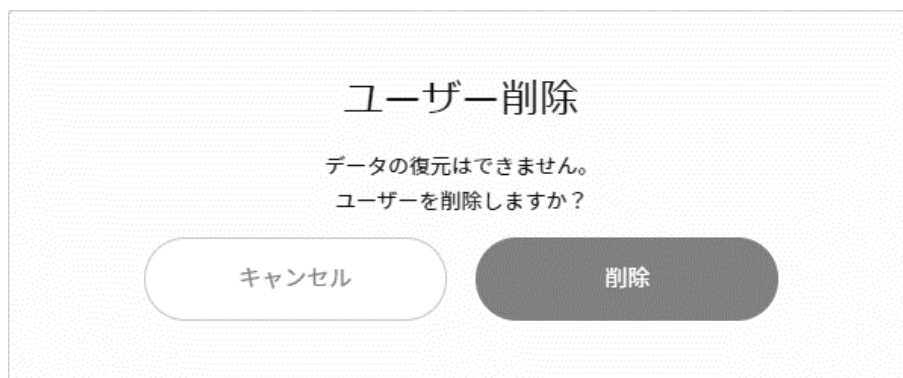 ユーザー削除
データの復元はできません。
ユーザーを削除しますか？
キャンセル
削除